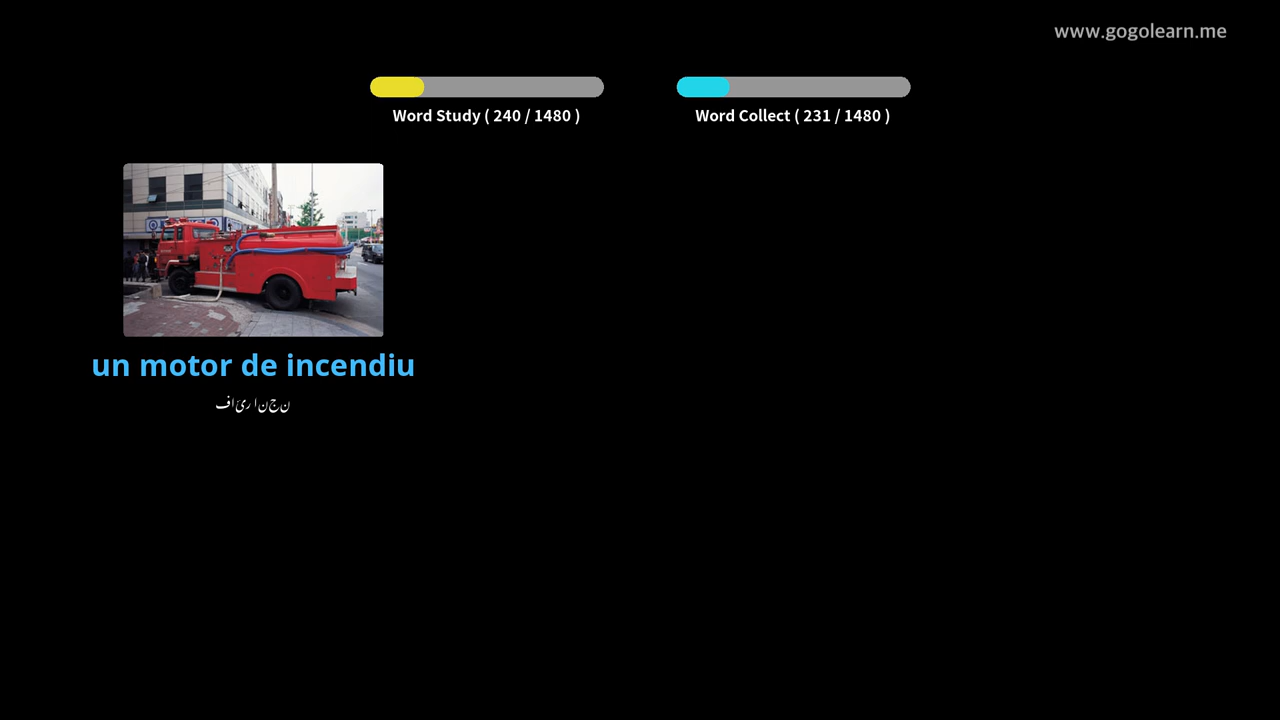 www.gogolearn.me
Word Study ( 240 / 1480 )
Word Collect ( 231 / 1480 )
un motor de incendiu
فائر انجن